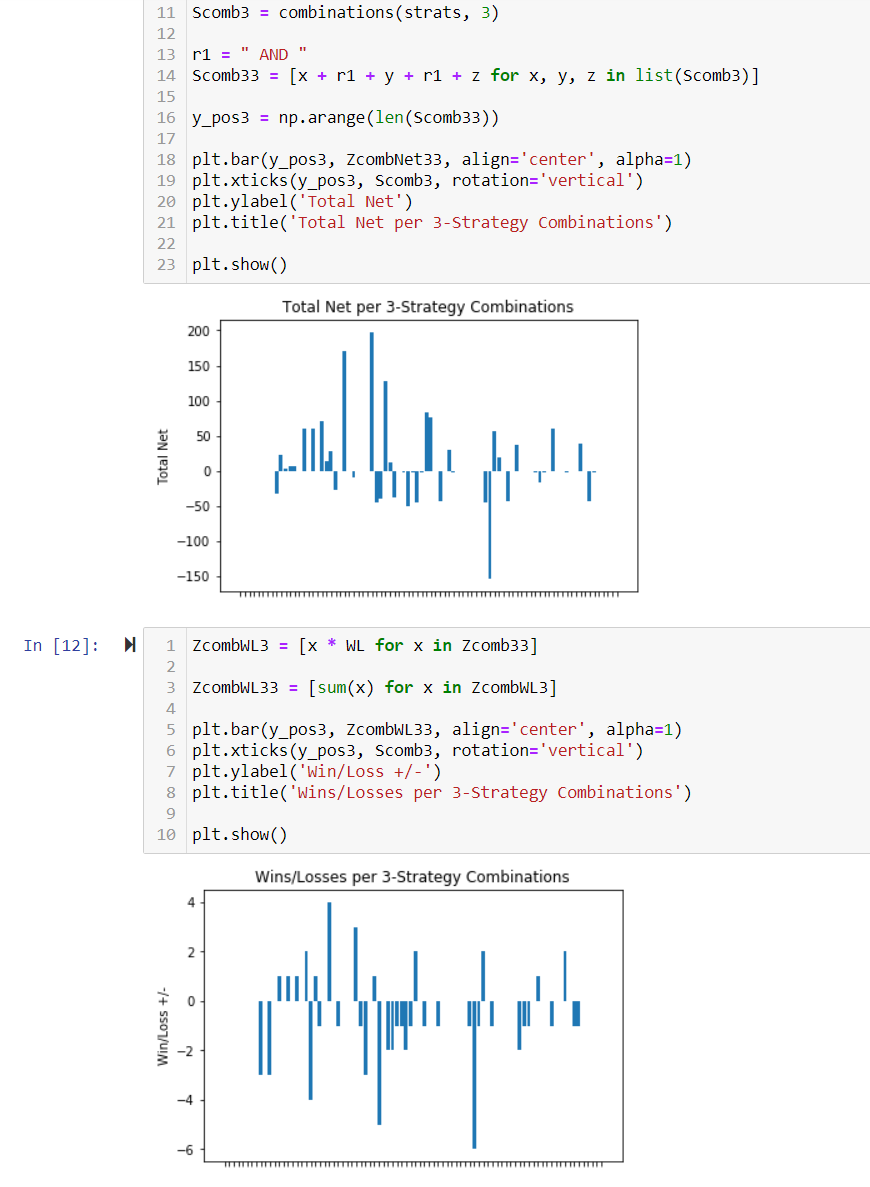 11 Scomb3 = combinations(strats, 3)
12
13 r1 = " AND "
14 Scomb33 = [x + r1 + y + r1 + z for x, y, z in list(Scomb3)]
15
16 y_pos3 = np.arange(len(Scomb33))
17
18 plt.bar(y_pos3, ZcombNet33, align='center', alpha=1)
19 plt.xticks(y_pos3, Scomb3, rotation='vertical')
20 plt.ylabel('Total Net')
21 plt.title('Total Net per 3-Strategy Combinations')
22
23 plt.show()
Total Net per 3-Strategy Combinations
200
150
100
50
0
−50
−100
−150
Total Net
In [12]:
1 ZcombWL3 = [x * WL for x in Zcomb33]
2
3 ZcombWL33 = [sum(x) for x in ZcombWL3]
4
5 plt.bar(y_pos3, ZcombWL33, align='center', alpha=1)
6 plt.xticks(y_pos3, Scomb3, rotation='vertical')
7 plt.ylabel('Win/Loss +/-')
8 plt.title('Wins/Losses per 3-Strategy Combinations')
9
10 plt.show()
Wins/Losses per 3-Strategy Combinations
4
2
0
−2
−4
−6
Win/Loss +/-